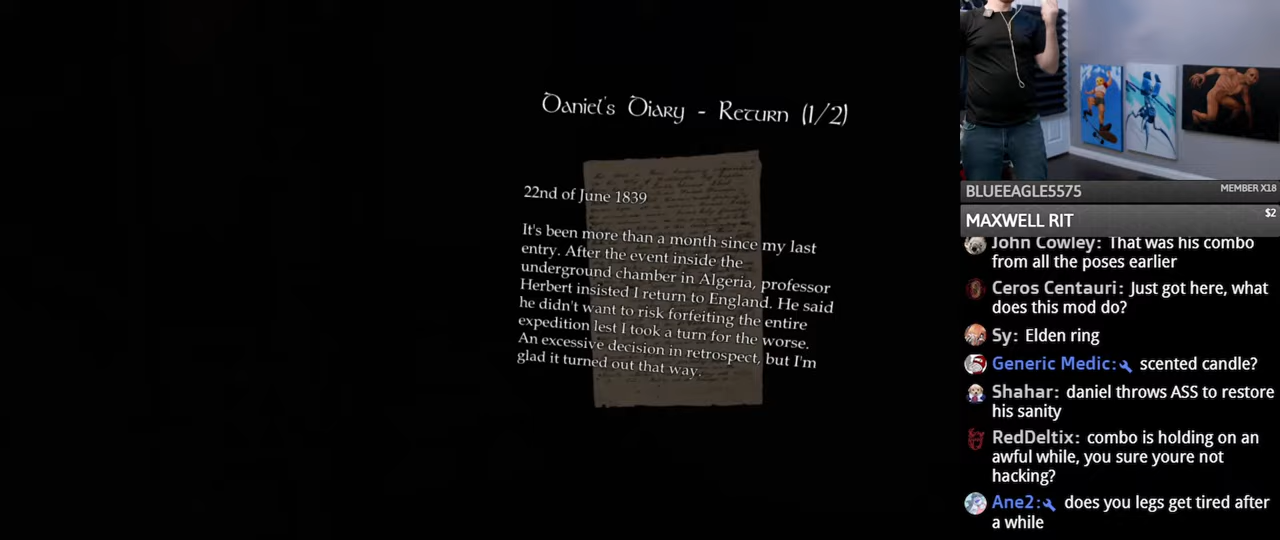 Daniel's Diary - Return (1/2)
22nd of June 1839
It's been more than a month since my last
entry. After the event inside the
underground chamber in Algeria, professor
Herbert insisted I return to England. He said
he didn't want to risk forfeiting the entire
expedition lest I took a turn for the worse.
An excessive decision in retrospect, but I'm
glad it turned out that way.
BLUEEAGLE5575
MEMBER X18
MAXWELL RIT
$2
John Cowley: That was his combo
from all the poses earlier
Ceros Centauri: Just got here, what
does this mod do?
Sy: Elden ring
Generic Medic: scented candle?
Shahar: daniel throws ASS to restore
his sanity
RedDeltix: combo is holding on an
awful while, you sure youre not
hacking?
Ane2: does you legs get tired after
a while